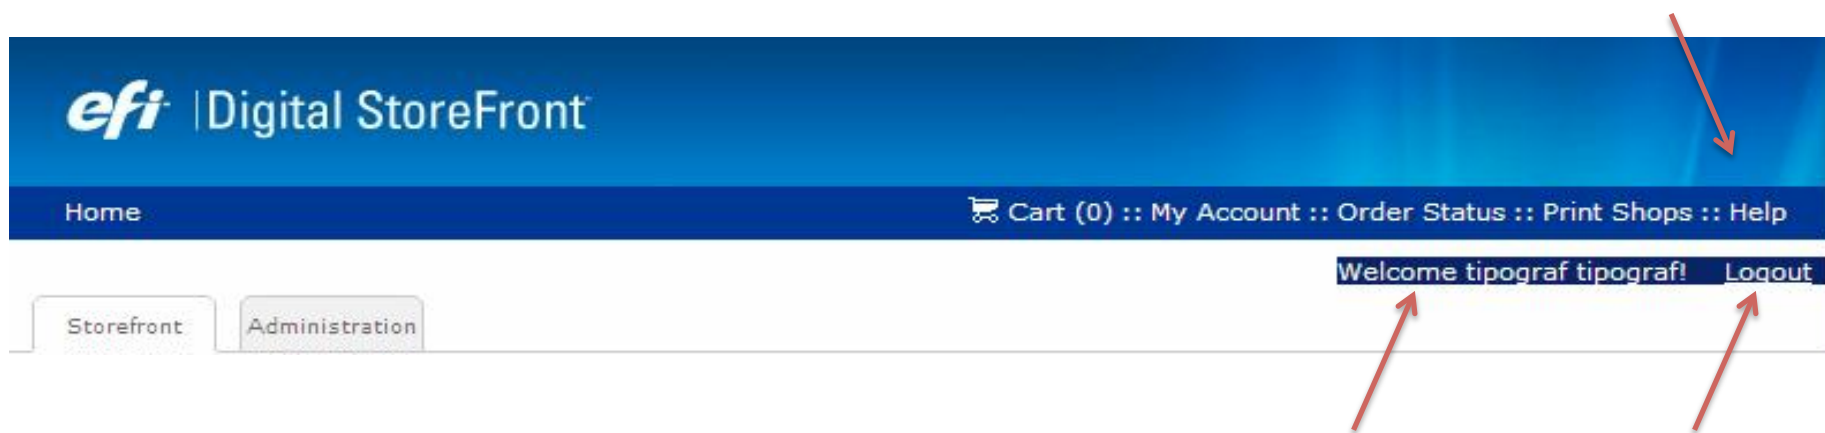 efi | Digital StoreFront
Home Cart (0) :: My Account :: Order Status :: Print Shops :: Help
Welcome tipograf tipograf! Logout
Storefront Administration